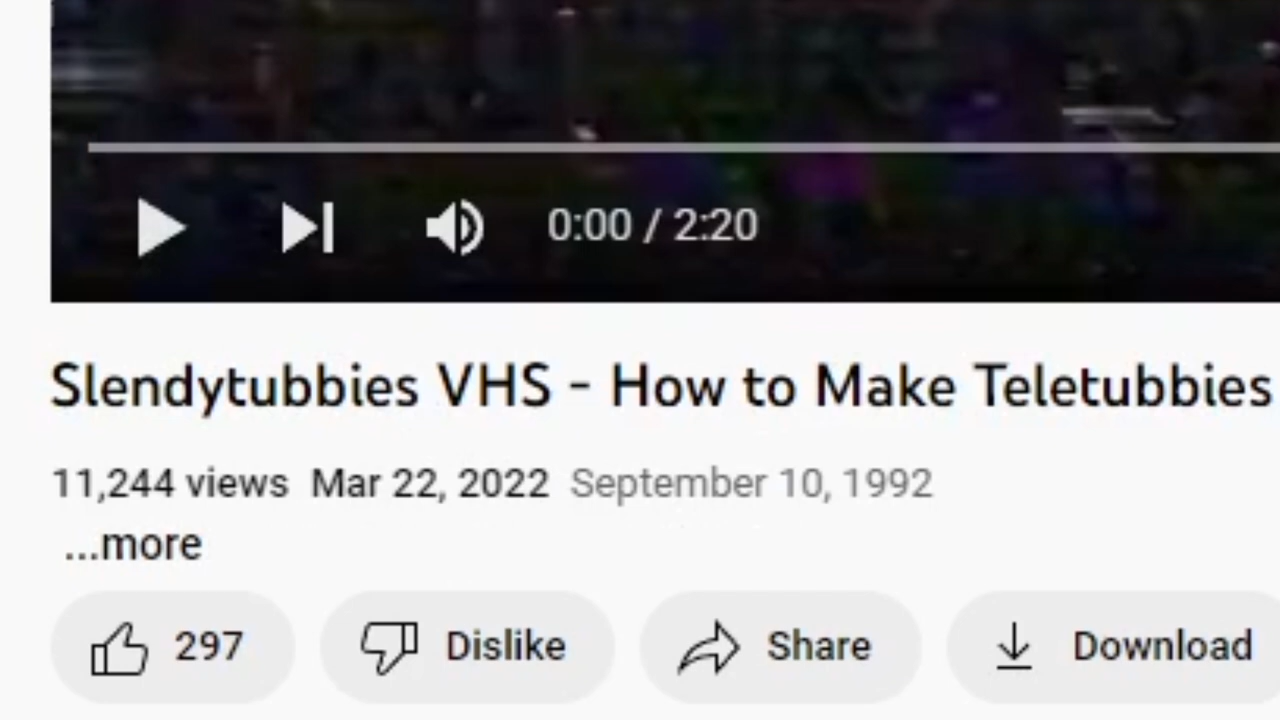 0:00 / 2:20
Slendytubbies VHS - How to Make Teletubbies
11,244 views Mar 22, 2022 September 10, 1992
...more
297 Dislike Share Download